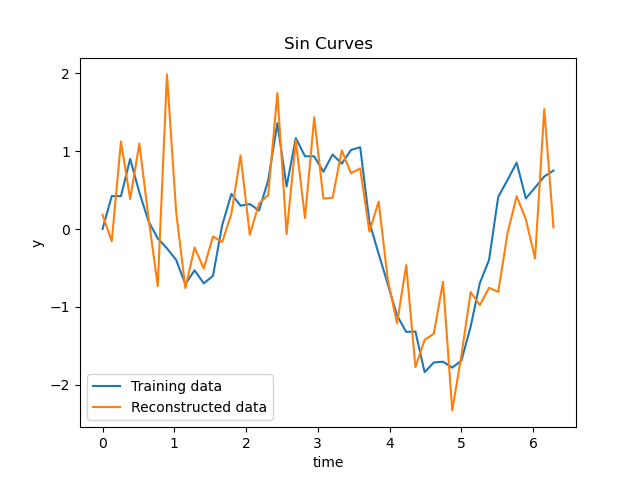 Sin Curves
2
1
0
−1
−2
y
Training data
Reconstructed data
0 1 2 3 4 5 6
time